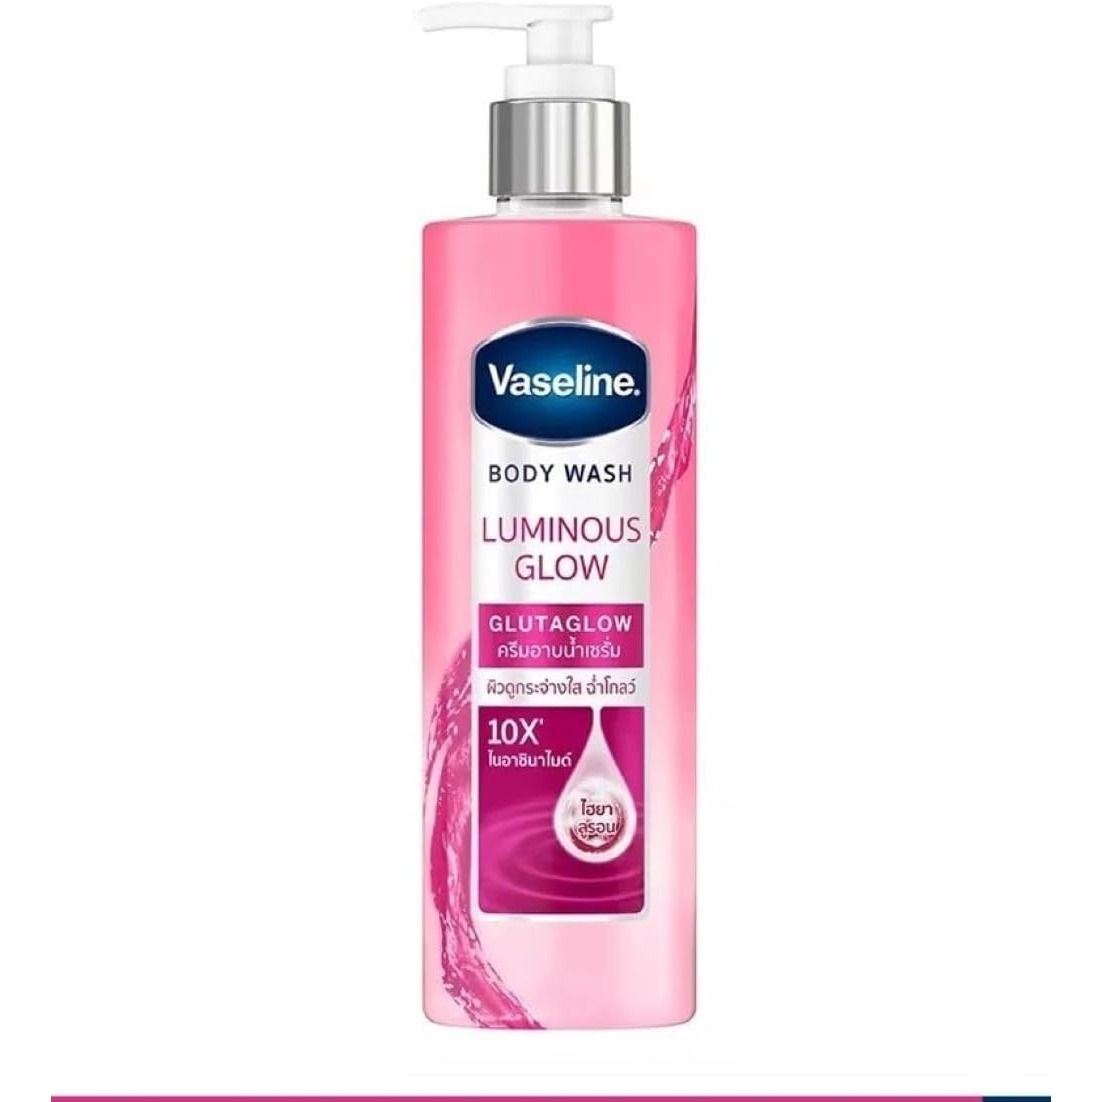 Vaseline.
BODY WASH
LUMINOUS
GLOW
GLUTAGLOW
ครีมอาบน้ำเซรั่ม
ผิวดูกระจ่างใส ฉ่ำโกลว์
10X'
ไนอาซินาไมด์
ไฮยา
ลูรอน